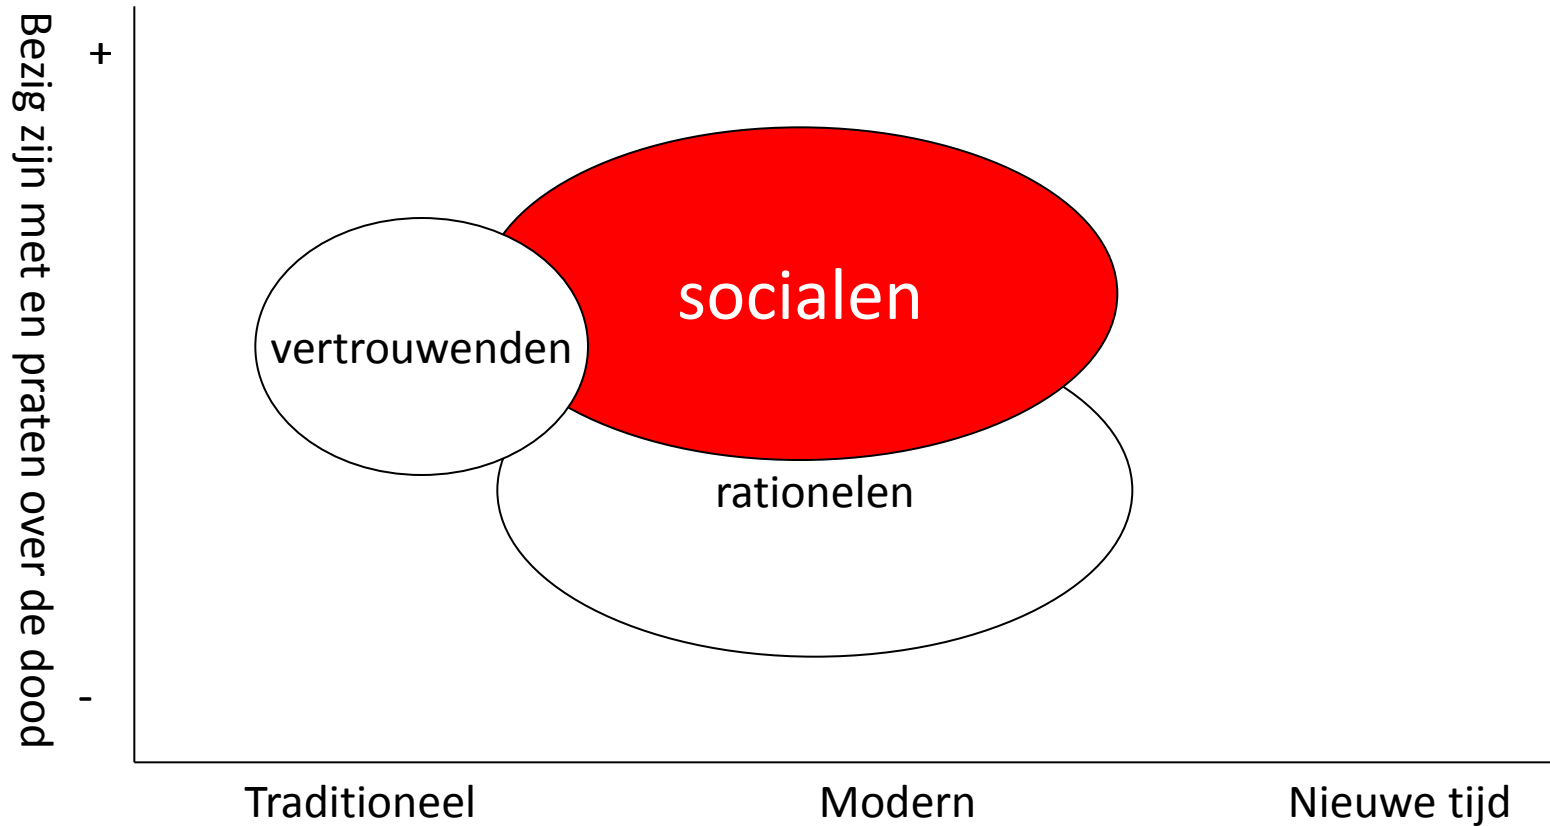 Bezig zijn met en praten over de dood
+
socialen
vertrouwenden
rationelen
-
Traditioneel
Modern
Nieuwe tijd